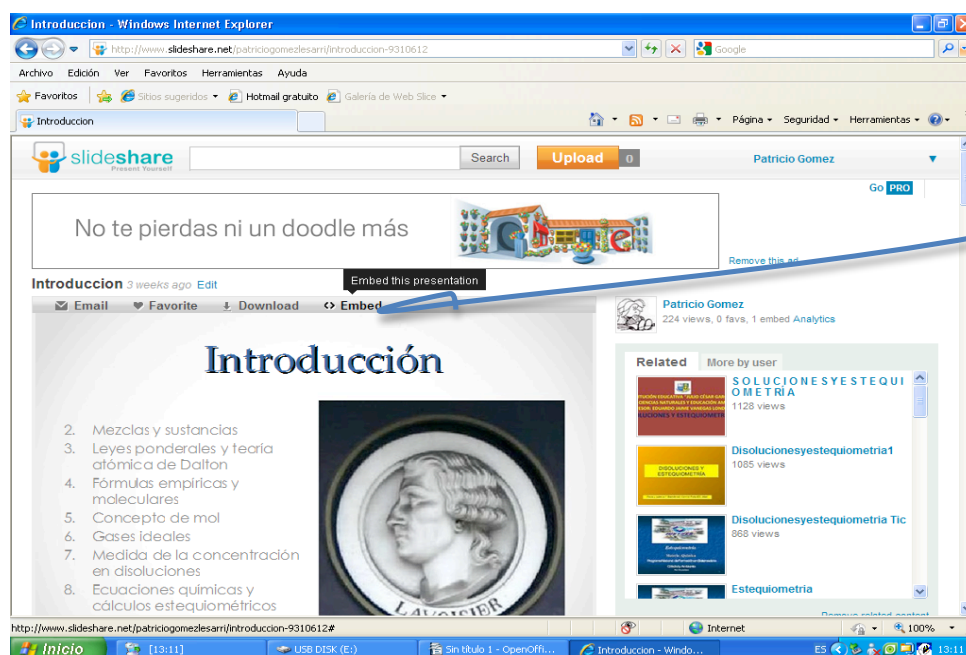 Introduccion - Windows Internet Explorer
http://www.slideshare.net/patriciogomezlesarri/introduccion-9310612
Google
Archivo Edición Ver Favoritos Herramientas Ayuda
Favoritos Sitios sugeridos Hotmail gratuito Galería de Web Slice
Introduccion
Página Seguridad Herramientas
slideshare
Present Yourself
Search
Upload 0
Patricio Gomez
Go PRO
No te pierdas ni un doodle más
Remove this ad
Introduccion 3 weeks ago Edit
Embed this presentation
Email Favorite Download Embed
Patricio Gomez
224 views, 0 favs, 1 embed Analytics
Introducción
2. Mezclas y sustancias
3. Leyes ponderales y teoría
atómica de Dalton
4. Fórmulas empíricas y
moleculares
5. Concepto de mol
6. Gases ideales
7. Medida de la concentración
en disoluciones
8. Ecuaciones químicas y
cálculos estequiométricos
LAVOISIER
Related More by user
S O L U C I O N E S Y E S T E Q U I
O M E T R Í A
1128 views
DISOLUCIONES Y
ESTEQUIOMETRÍA
Disolucionesyestequiometria1
1085 views
Disolucionesyestequiometria Tic
868 views
Estequiometria
Remove related content
http://www.slideshare.net/patriciogomezlesarri/introduccion-9310612#
Internet
100%
Inicio
[13:11]
USB DISK (E:)
Sin título 1 - OpenOffi...
Introduccion - Windo...
ES
13:11